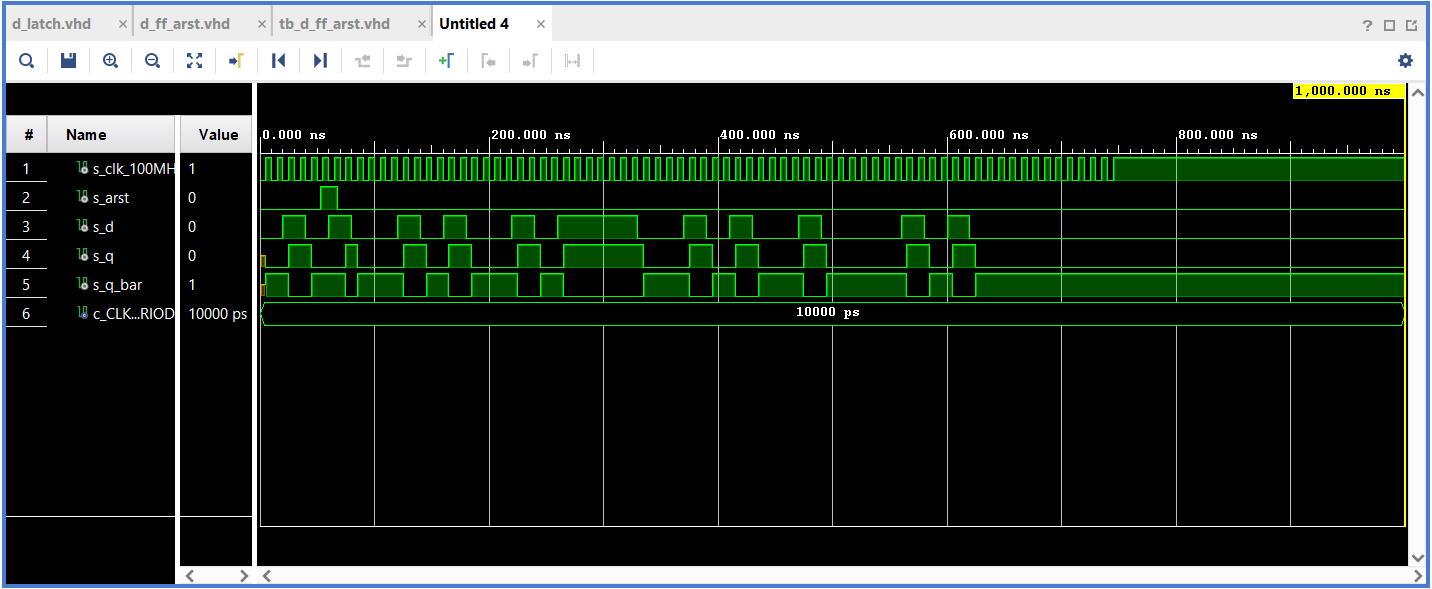 d_latch.vhd × d_ff_arst.vhd × tb_d_ff_arst.vhd × Untitled 4 × ?
1,000.000 ns
# Name Value 0.000 ns 200.000 ns 400.000 ns 600.000 ns 800.000 ns
1 s_clk_100MH 1
2 s_arst 0
3 s_d 0
4 s_q 0
5 s_q_bar 1
6 c_CLK...RIOD 10000 ps 10000 ps